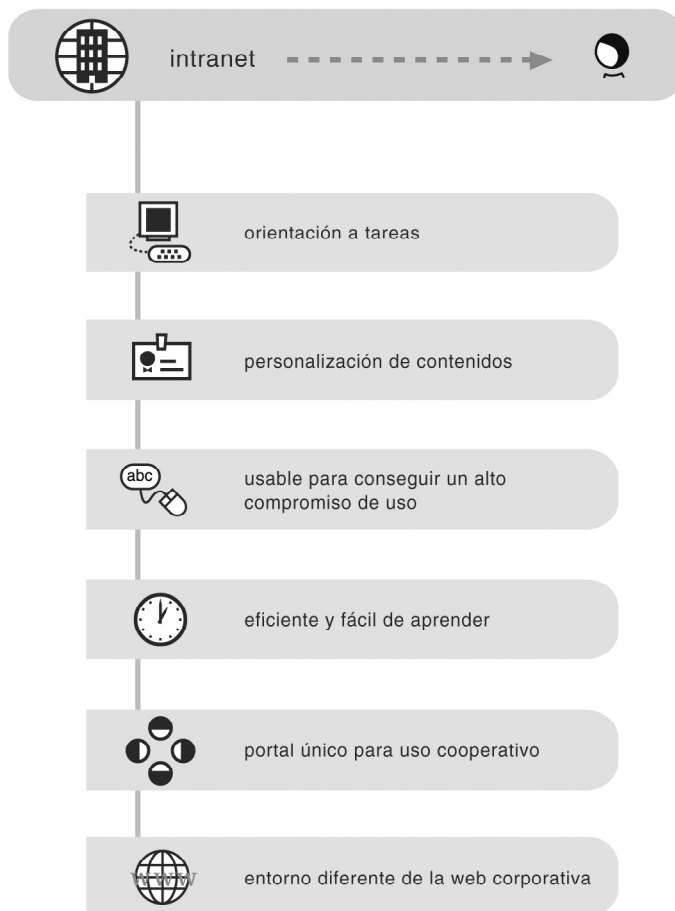 intranet
orientación a tareas
personalización de contenidos
abc
usable para conseguir un alto
compromiso de uso
eficiente y fácil de aprender
portal único para uso cooperativo
www
entorno diferente de la web corporativa